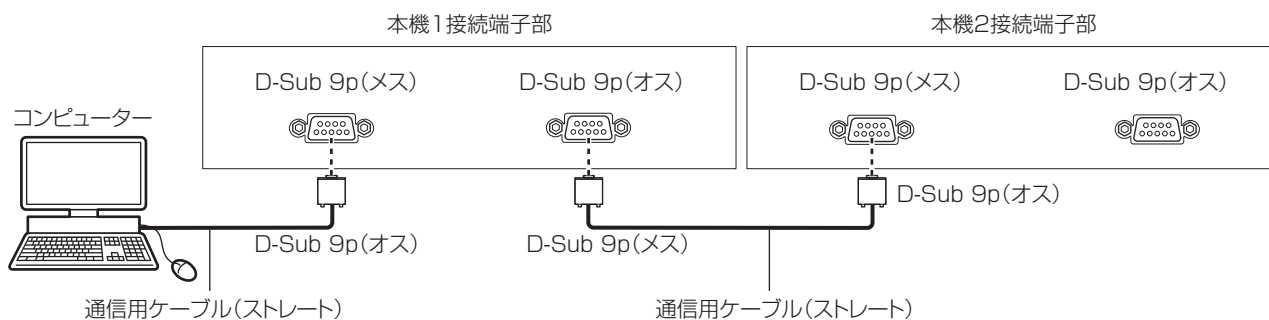 本機1接続端子部
本機2接続端子部
D-Sub 9p(メス)
D-Sub 9p(オス)
D-Sub 9p(メス)
D-Sub 9p(オス)
コンピューター
D-Sub 9p(オス)
D-Sub 9p(オス)
D-Sub 9p(メス)
通信用ケーブル(ストレート)
通信用ケーブル(ストレート)